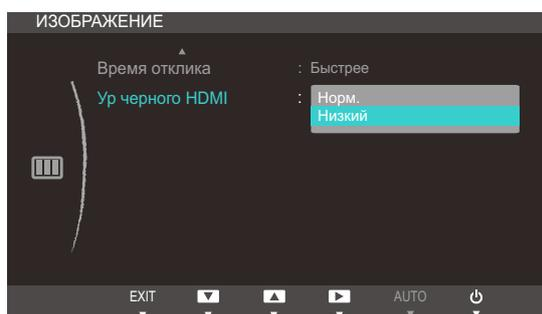 ИЗОБРАЖЕНИЕ
Время отклика : Быстрее
Ур черного HDMI : Норм.
Низкий
EXIT AUTO